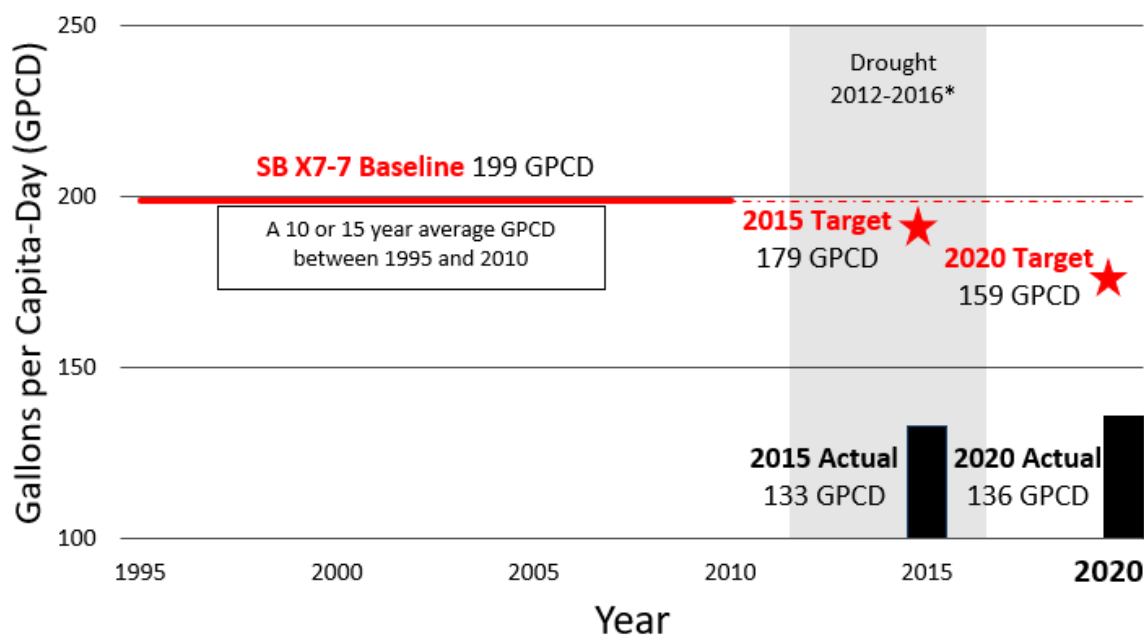 Gallons per Capita-Day (GPCD)
250
200
150
100
Drought
2012-2016*
SB X7-7 Baseline 199 GPCD
A 10 or 15 year average GPCD
between 1995 and 2010
2015 Target
179 GPCD
2020 Target
159 GPCD
2015 Actual
133 GPCD
2020 Actual
136 GPCD
1995 2000 2005 2010 2015 2020
Year